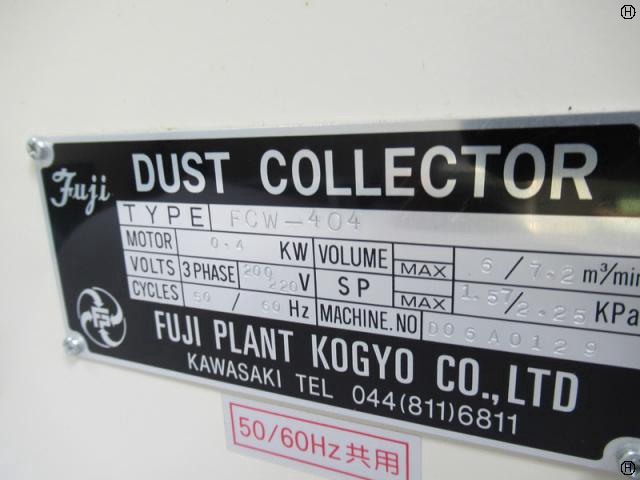 Fuji DUST COLLECTOR
TYPE FCW-404
MOTOR 0.4 KW VOLUME MAX 6/7.2 m³/min
VOLTS 3 PHASE 200 220 V SP MAX 1.57/2.25 KPa
CYCLES 50/60 Hz MACHINE.NO D06A0129
FUJI PLANT KOGYO CO.,LTD
KAWASAKI TEL 044(811)6811
50/60Hz共用